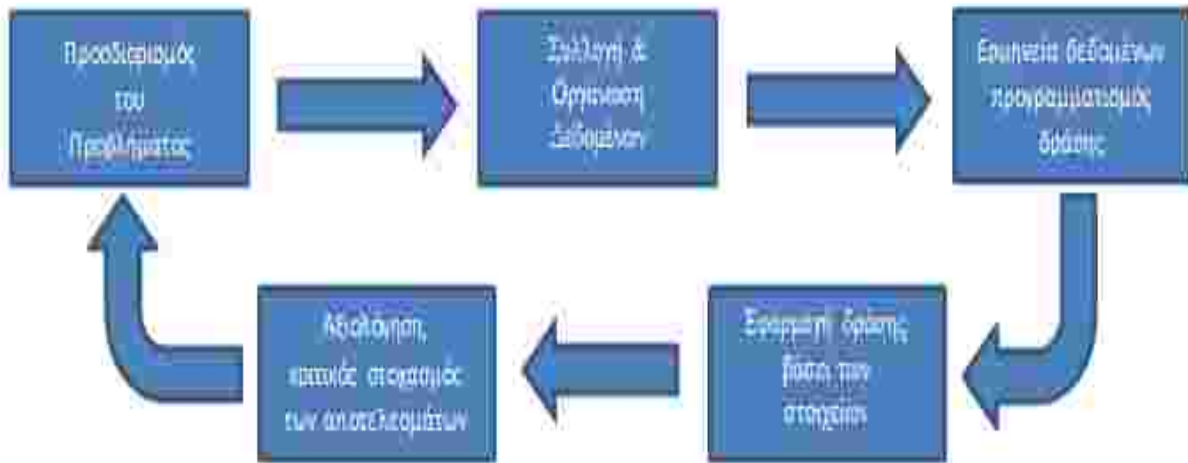 Προσδιορισμός
του
Προβλήματος
Συλλογή &
Οργάνωση
Δεδομένων
Ερμηνεία δεδομένων
προγραμματισμός
δράσης
Εφαρμογή δράσης
βάσει των
στοιχείων
Αξιολόγηση,
κριτικός στοχασμός
των αποτελεσμάτων